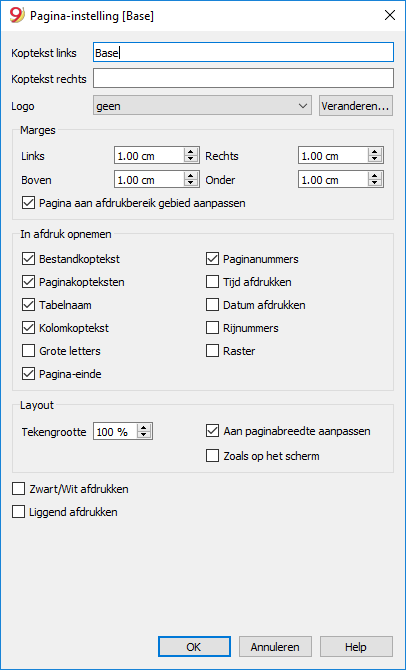 9 Pagina-instelling [Base]
Koptekst links Base
Koptekst rechts
Logo geen Veranderen...
Marges
Links 1.00 cm Rechts 1.00 cm
Boven 1.00 cm Onder 1.00 cm
Pagina aan afdrukbereik gebied aanpassen
In afdruk opnemen
Bestandkoptekst Paginanummers
Paginakopteksten Tijd afdrukken
Tabelnaam Datum afdrukken
Kolomkoptekst Rijnummers
Grote letters Raster
Pagina-einde
Layout
Tekengrootte 100 % Aan paginabreedte aanpassen
Zoals op het scherm
Zwart/Wit afdrukken
Liggend afdrukken
OK Annuleren Help